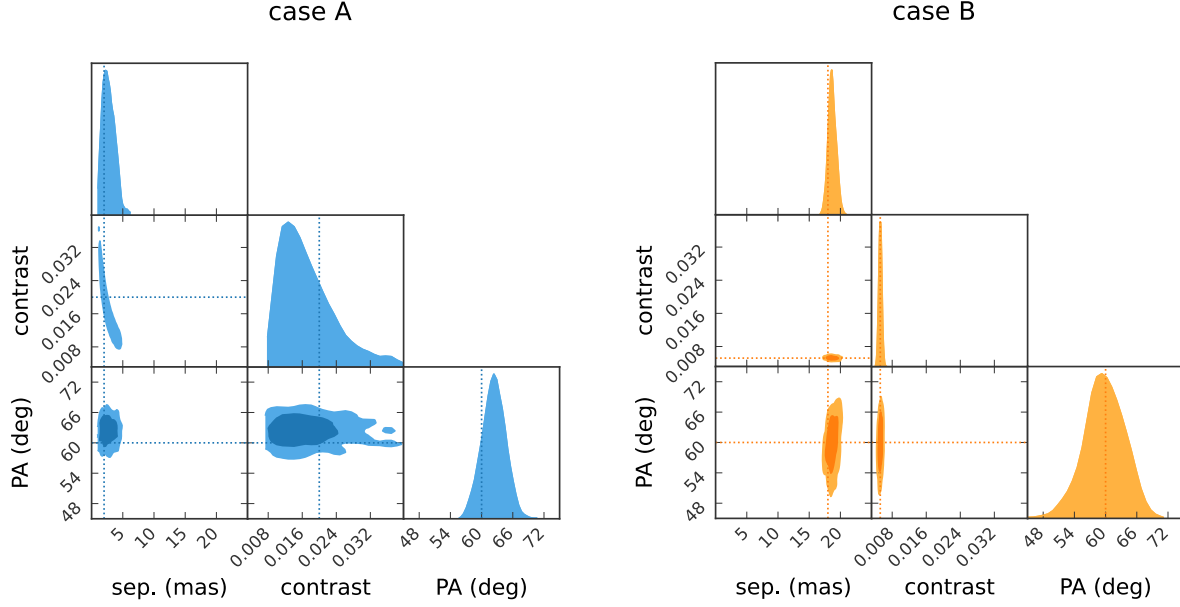 case A
case B
contrast
0.032
0.024
0.016
0.008
contrast
0.032
0.024
0.016
0.008
PA (deg)
72
66
60
54
48
PA (deg)
72
66
60
54
48
5 10 15 20
0.008 0.016 0.024 0.032
48 54 60 66 72
5 10 15 20
0.008 0.016 0.024 0.032
48 54 60 66 72
sep. (mas) contrast PA (deg)
sep. (mas) contrast PA (deg)